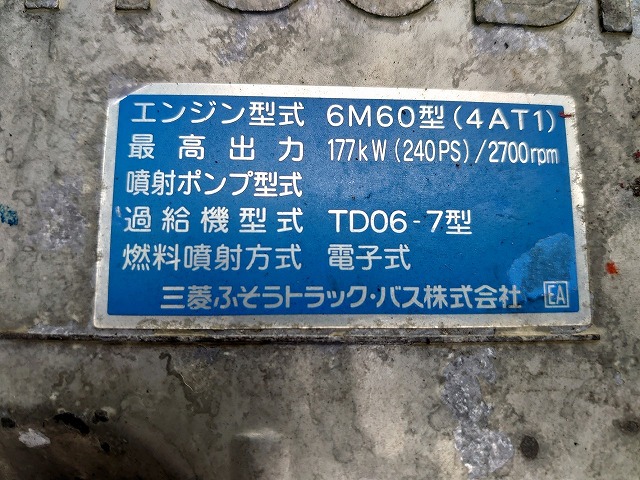 エンジン型式 6M60型(4AT1)
最高出力 177kW(240PS)/2700rpm
噴射ポンプ型式
過給機型式 TD06-7型
燃料噴射方式 電子式
三菱ふそうトラック・バス株式会社 EA